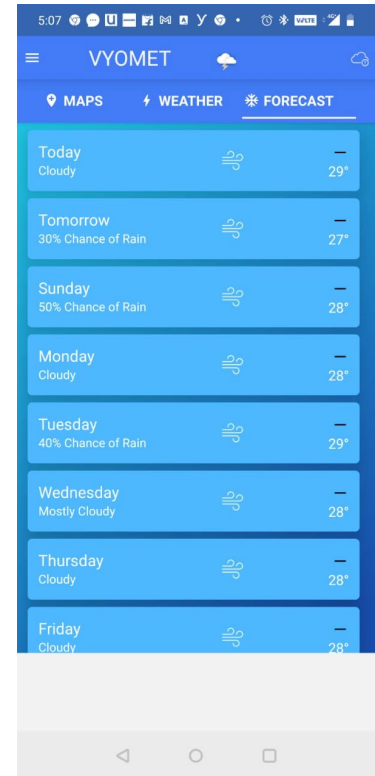 5:07
VoLTE
4G
VYOMET
MAPS
WEATHER
FORECAST
Today
Cloudy
29°
Tomorrow
30% Chance of Rain
27°
Sunday
50% Chance of Rain
28°
Monday
Cloudy
28°
Tuesday
40% Chance of Rain
29°
Wednesday
Mostly Cloudy
28°
Thursday
Cloudy
28°
Friday
Cloudy
28°